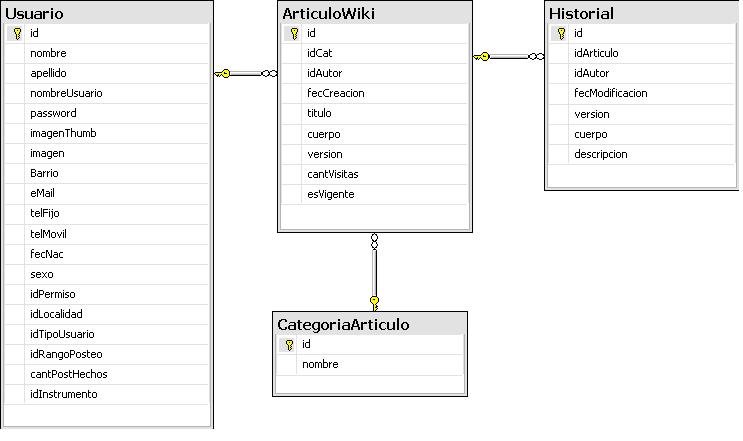 Usuario
id
nombre
apellido
nombreUsuario
password
imagenThumb
imagen
Barrio
eMail
telFijo
telMovil
fecNac
sexo
idPermiso
idLocalidad
idTipoUsuario
idRangoPosteo
cantPostHechos
idInstrumento
ArticuloWiki
id
idCat
idAutor
fecCreacion
titulo
cuerpo
version
cantVisitas
esVigente
Historial
id
idArticulo
idAutor
fecModificacion
version
cuerpo
descripcion
CategoriaArticulo
id
nombre